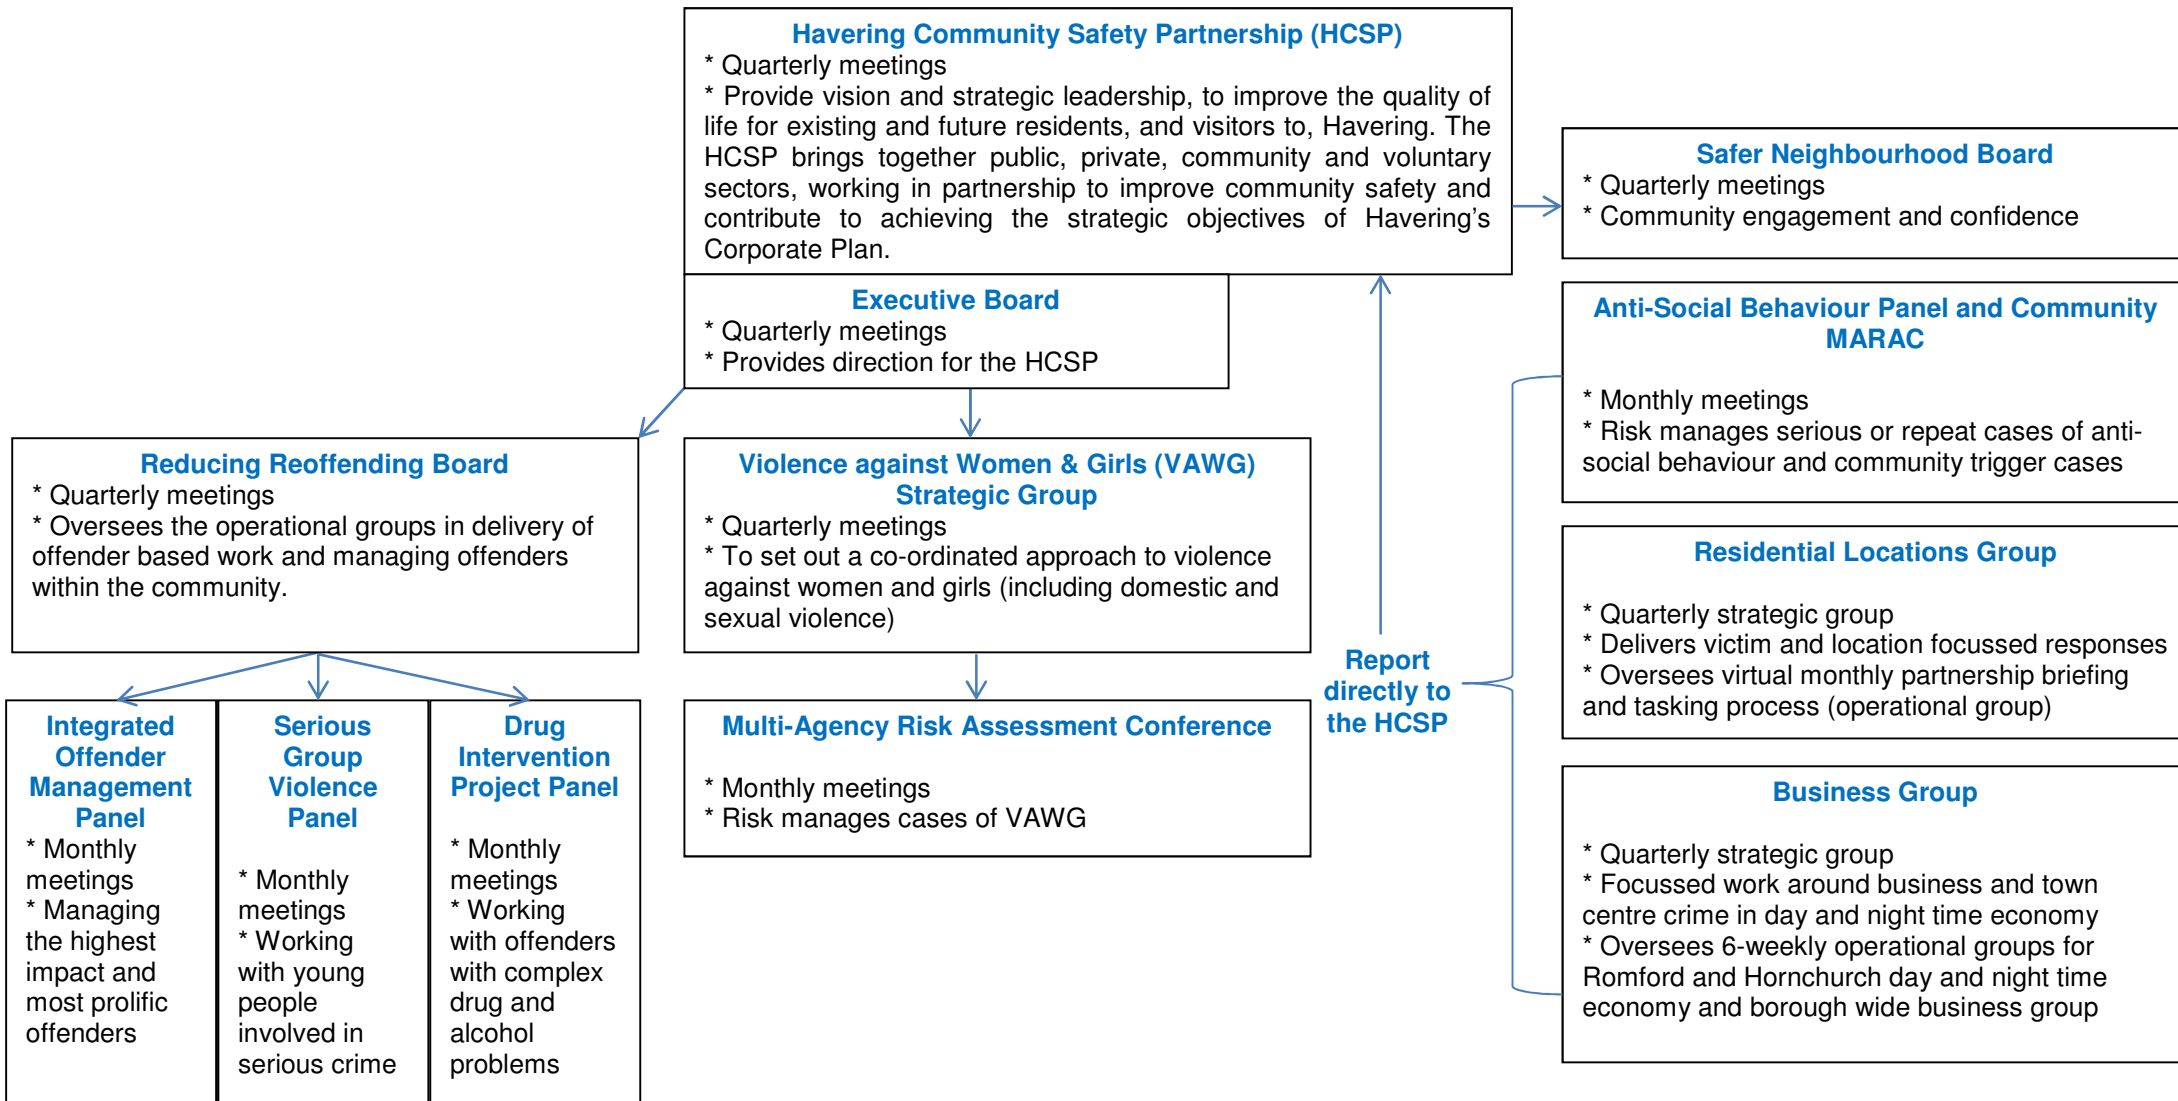 Havering Community Safety Partnership (HCSP)
* Quarterly meetings
* Provide vision and strategic leadership, to improve the quality of
life for existing and future residents, and visitors to, Havering. The
HCSP brings together public, private, community and voluntary
sectors, working in partnership to improve community safety and
contribute to achieving the strategic objectives of Havering's
Corporate Plan.
Safer Neighbourhood Board
* Quarterly meetings
* Community engagement and confidence
Executive Board
* Quarterly meetings
* Provides direction for the HCSP
Anti-Social Behaviour Panel and Community
MARAC
* Monthly meetings
* Risk manages serious or repeat cases of anti-
social behaviour and community trigger cases
Reducing Reoffending Board
* Quarterly meetings
* Oversees the operational groups in delivery of
offender based work and managing offenders
within the community.
Violence against Women & Girls (VAWG)
Strategic Group
* Quarterly meetings
* To set out a co-ordinated approach to violence
against women and girls (including domestic and
sexual violence)
Report
directly to
the HCSP
Residential Locations Group
* Quarterly strategic group
* Delivers victim and location focussed responses
* Oversees virtual monthly partnership briefing
and tasking process (operational group)
Integrated
Offender
Management
Panel
* Monthly
meetings
* Managing
the highest
impact and
most prolific
offenders
Serious
Group
Violence
Panel
* Monthly
meetings
* Working
with young
people
involved in
serious crime
Drug
Intervention
Project Panel
* Monthly
meetings
* Working
with offenders
with complex
drug and
alcohol
problems
Multi-Agency Risk Assessment Conference
* Monthly meetings
* Risk manages cases of VAWG
Business Group
* Quarterly strategic group
* Focussed work around business and town
centre crime in day and night time economy
* Oversees 6-weekly operational groups for
Romford and Hornchurch day and night time
economy and borough wide business group